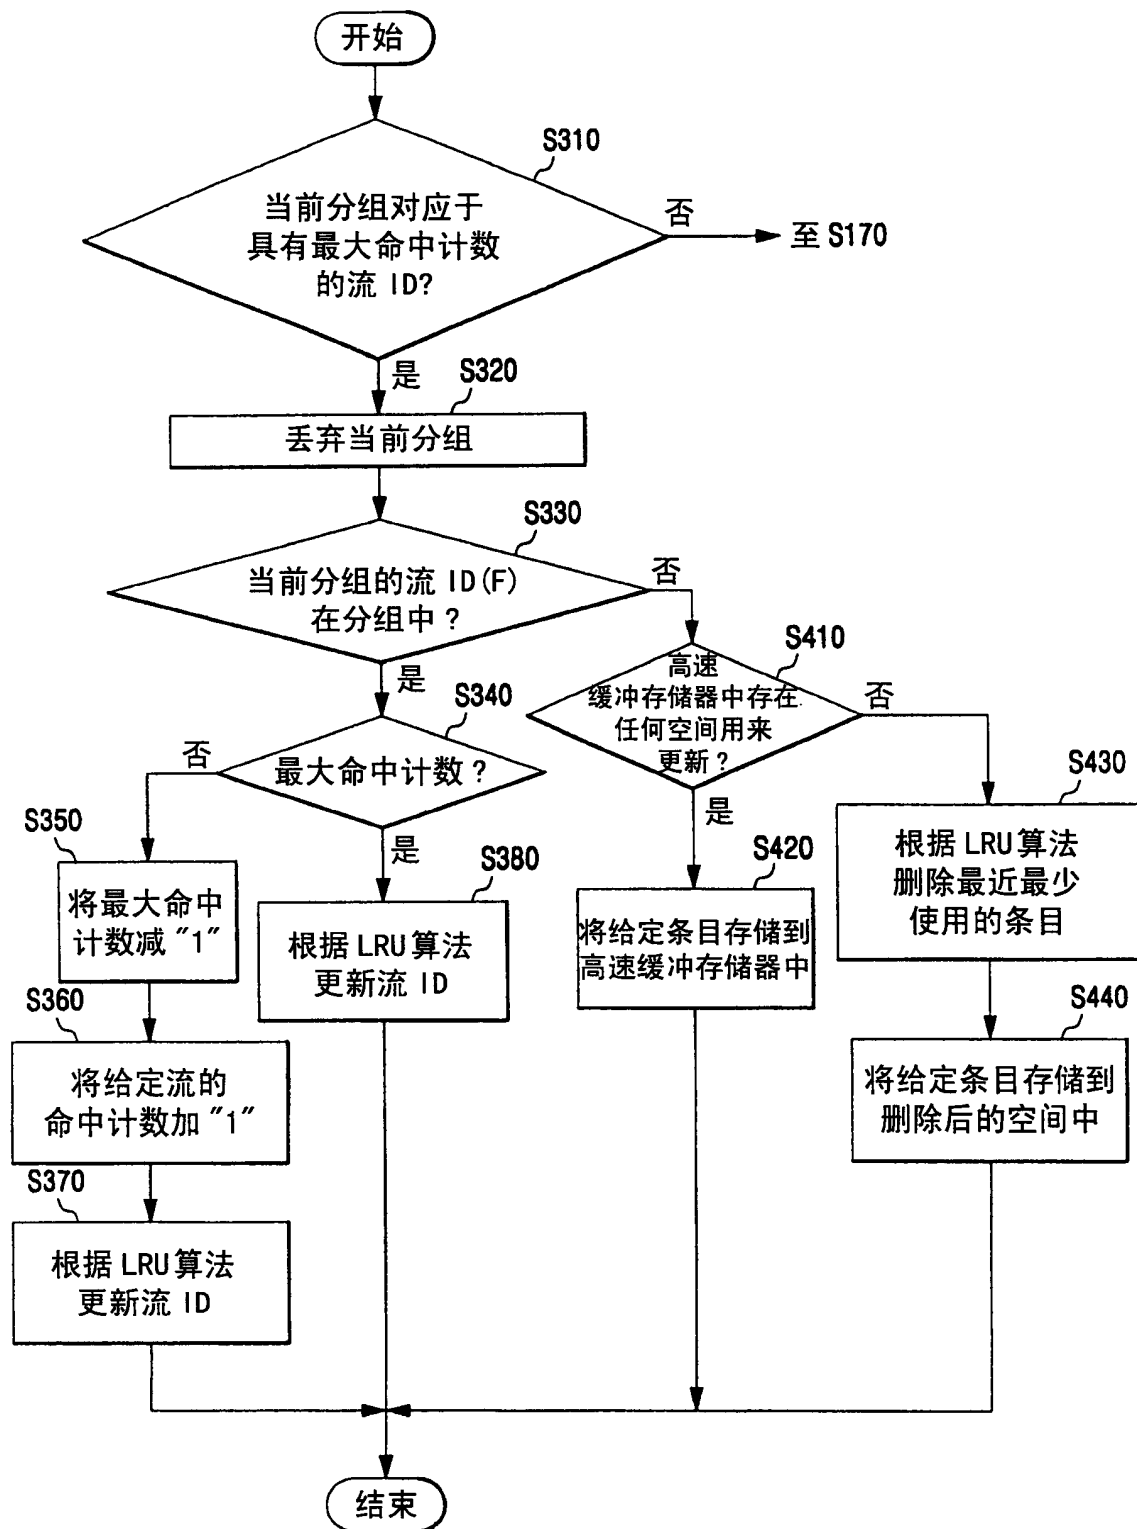 开始
S310
当前分组对应于
具有最大命中计数
的流 ID?
否
至 S170
是
S320
丢弃当前分组
S330
当前分组的流 ID(F)
在分组中?
否
是
S410
高速
缓冲存储器中存在
任何空间用来
更新?
否
是
S340
最大命中计数?
否
是
S350
将最大命中
计数减 "1"
S380
根据 LRU 算法
更新流 ID
S420
将给定条目存储到
高速缓冲存储器中
S430
根据 LRU 算法
删除最近最少
使用的条目
S360
将给定流的
命中计数加 "1"
S440
将给定条目存储到
删除后的空间中
S370
根据 LRU 算法
更新流 ID
结束